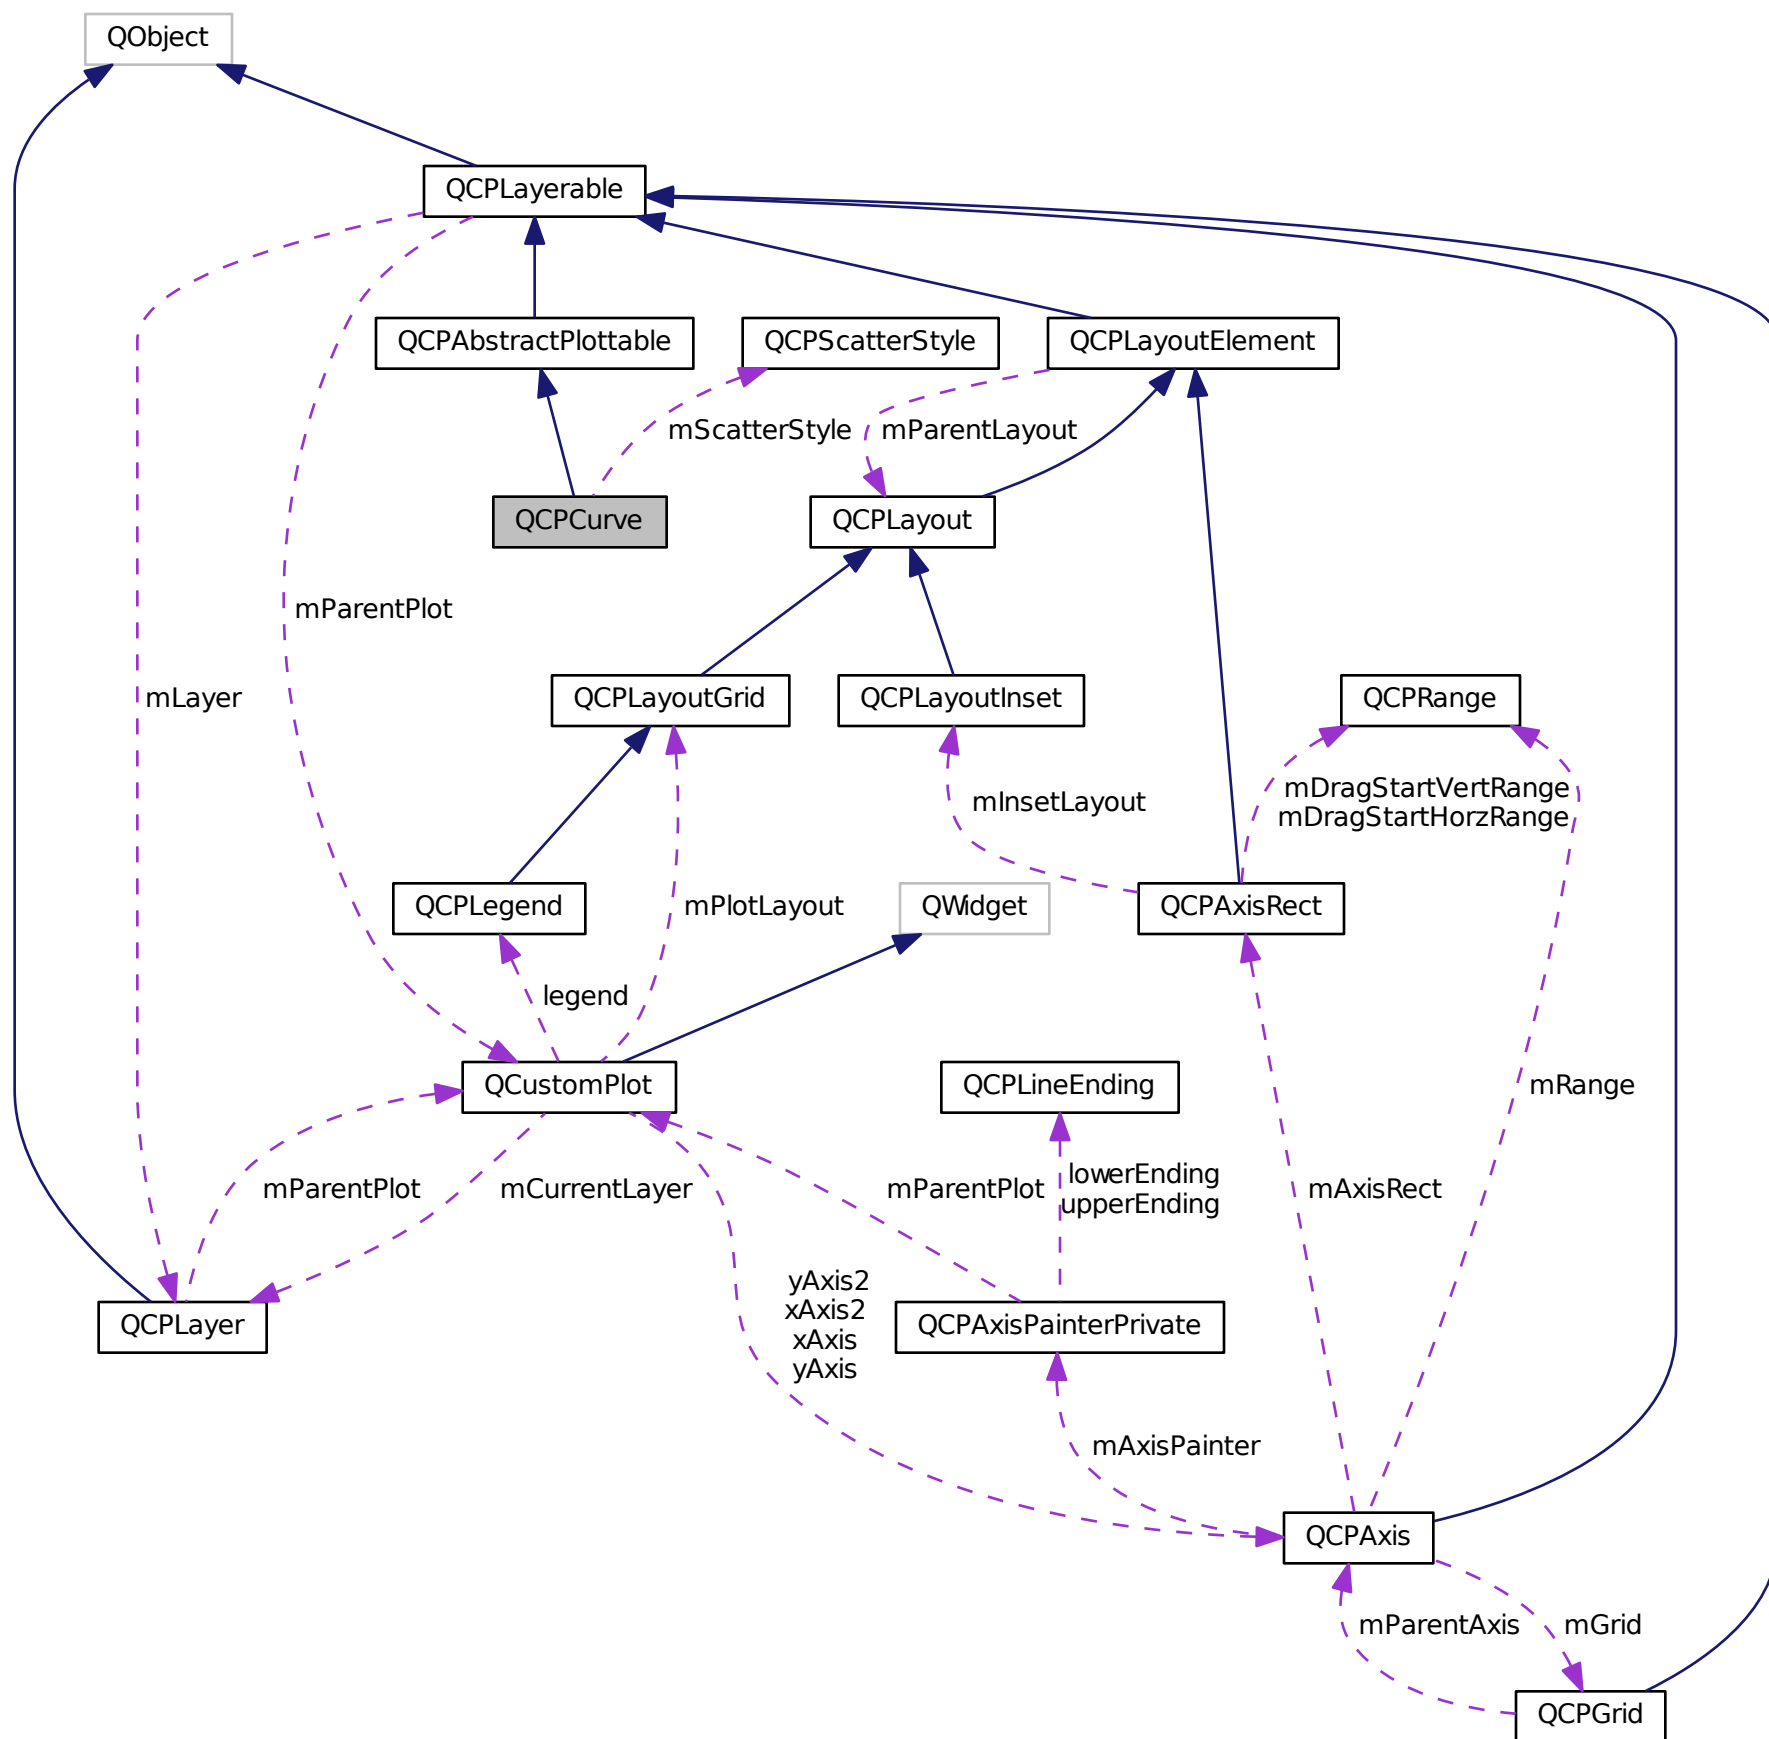 QObject
QCPLayerable
QCPAbstractPlottable
QCPScatterStyle
QCPLayoutElement
mScatterStyle
mParentLayout
QCPCurve
QCPLayout
mParentPlot
mLayer
QCPLayoutGrid
QCPLayoutInset
QCPRange
mDragStartVertRange
mDragStartHorzRange
mInsetLayout
QCPLegend
mPlotLayout
QWidget
QCPAxisRect
legend
QCustomPlot
QCPLineEnding
mRange
mParentPlot
mCurrentLayer
mParentPlot
lowerEnding
upperEnding
mAxisRect
yAxis2
xAxis2
xAxis
yAxis
QCPLayer
QCPAxisPainterPrivate
mAxisPainter
QCPAxis
mParentAxis
mGrid
QCPGrid